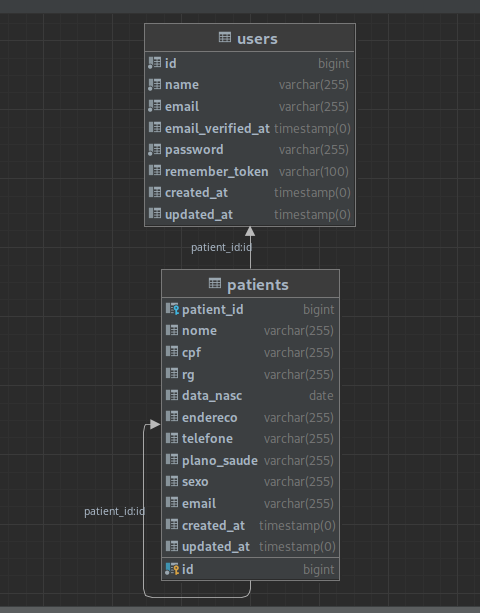 users
id bigint
name varchar(255)
email varchar(255)
email_verified_at timestamp(0)
password varchar(255)
remember_token varchar(100)
created_at timestamp(0)
updated_at timestamp(0)
patient_id:id
patients
patient_id bigint
nome varchar(255)
cpf varchar(255)
rg varchar(255)
data_nasc date
endereco varchar(255)
telefone varchar(255)
plano_saude varchar(255)
sexo varchar(255)
email varchar(255)
patient_id:id
created_at timestamp(0)
updated_at timestamp(0)
id bigint